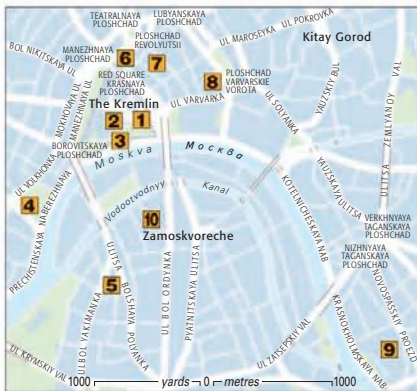 TEATRALNAYA
PLOSHCHAD
LUBYANSKAYA
PLOSHCHAD
PLOSHCHAD
REVOLYUTSII
UL MAROSEYKA
UL POKROVKA
Kitay Gorod
BOL NIKITSKAYA UL
MANEZHNAYA
PLOSHCHAD
6
7
RED SQUARE
KRASNAYA
PLOSHCHAD
8
PLOSHCHAD
VARVARSKIE
VOROTA
MOKHOVAYA UL
MANEZHNAYA UL
The Kremlin
UL VARVARKA
UL SOLYANKA
YAUZSKIY BUL
ULITSA ZEMLYANOY VAL
2
1
3
BOROVITSKAYA
PLOSHCHAD
Moskva
Москва
UL VOLKHONKA
4
PRECHISTENSKAYA NABEREZHNAYA
Vodootvodnyy
Kanal
KOTELNICHESKAYA NAB
YAUZSKAY ULITSA
10
Zamoskvoreche
VERKHNYAYA
TAGANSKAYA
PLOSHCHAD
NIZHNYAYA
TAGANSKAYA
PLOSHCHAD
5
ULITSA BOLSHAYA POLYANKA
UL BOL YAKIMANKA
UL BOL ORDYNKA
PYATNITSKAYA ULITSA
UL ZATSEPSKIY VAL
KRASNOKHOLMSKAYA NAB
NOVOSPASSKIY PROEZD
9
UL KRYMSKIY VAL
1000 yards 0 metres 1000